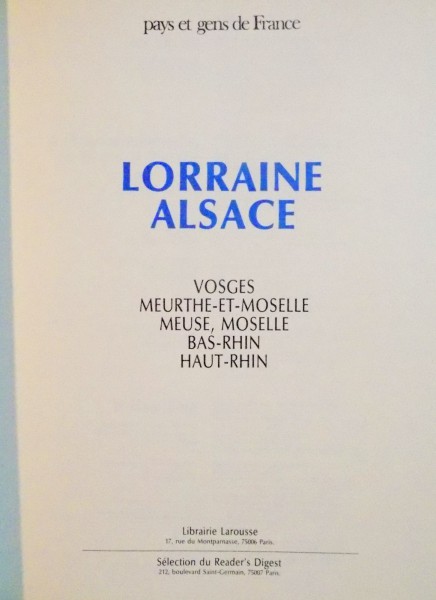 pays et gens de France
LORRAINE
ALSACE
VOSGES
MEURTHE-ET-MOSELLE
MEUSE, MOSELLE
BAS-RHIN
HAUT-RHIN
Librairie Larousse
17, rue du Montparnasse, 75006 Paris.
Sélection du Reader's Digest
212, boulevard Saint-Germain, 75007 Paris.